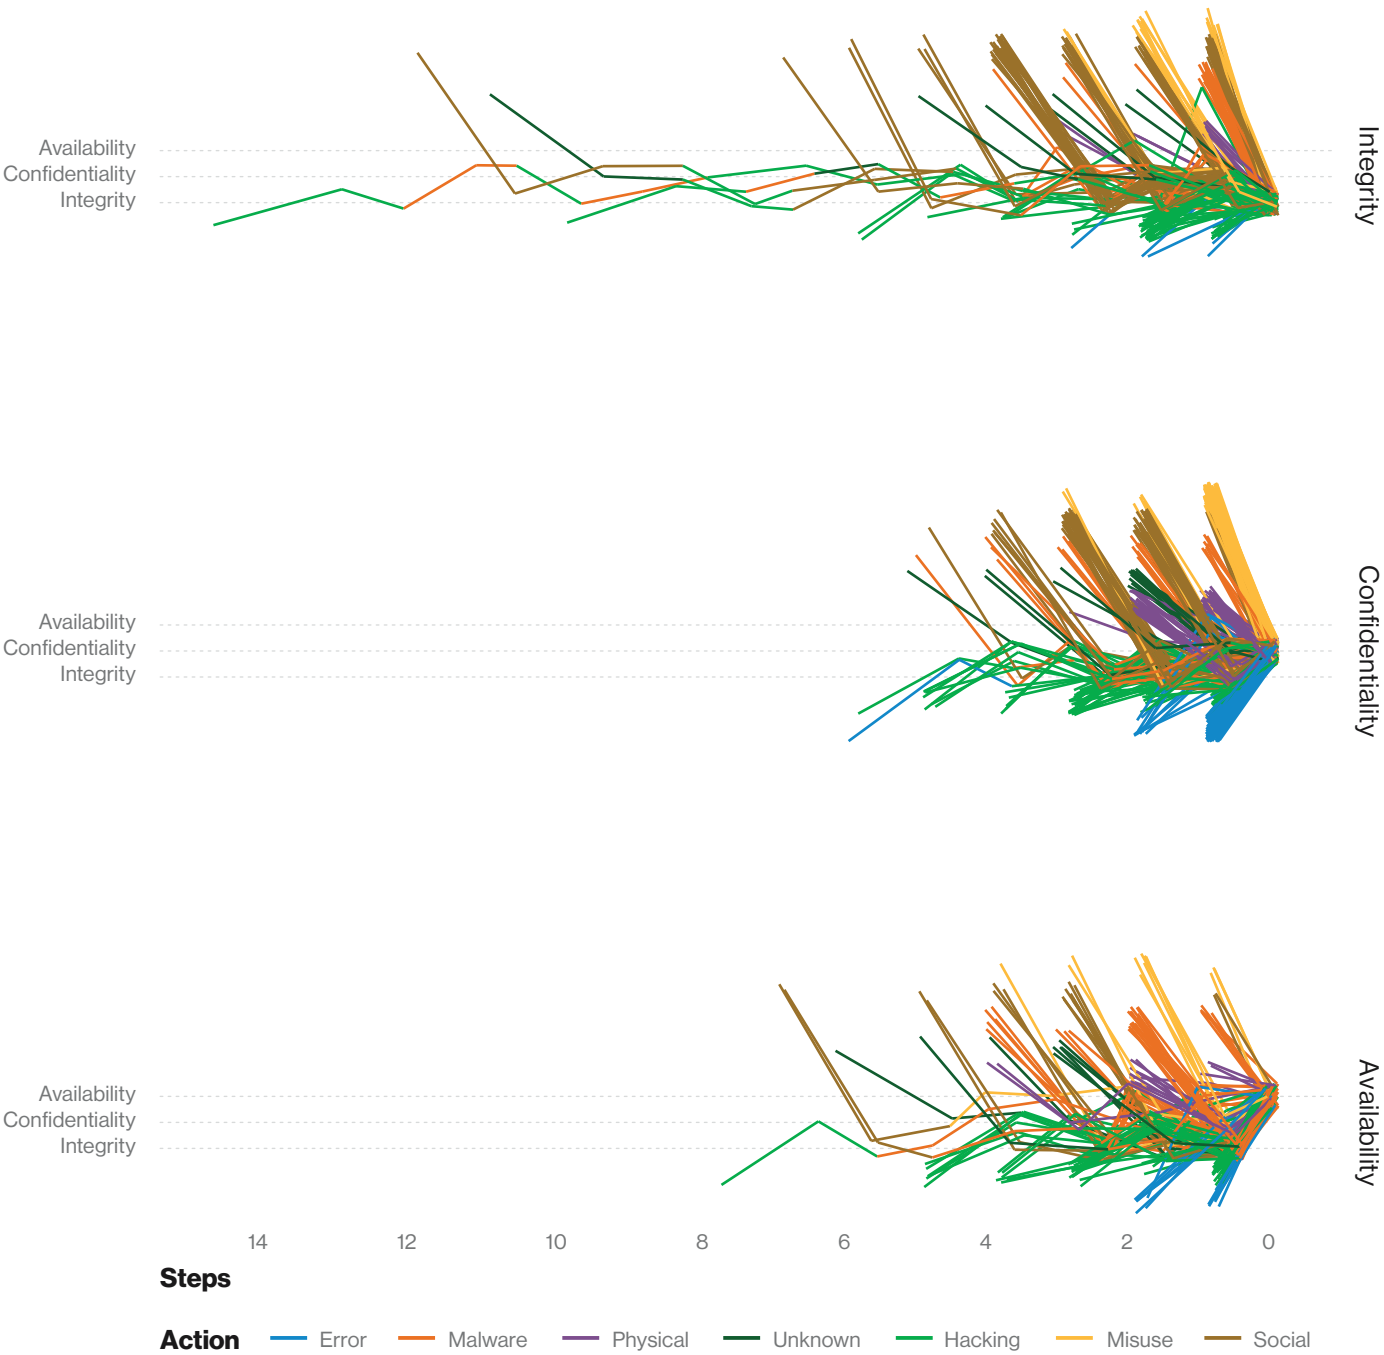 Availability
Confidentiality
Integrity
Integrity
Availability
Confidentiality
Integrity
Confidentiality
Availability
Confidentiality
Integrity
Availability
14 12 10 8 6 4 2 0
Steps
Action Error Malware Physical Unknown Hacking Misuse Social